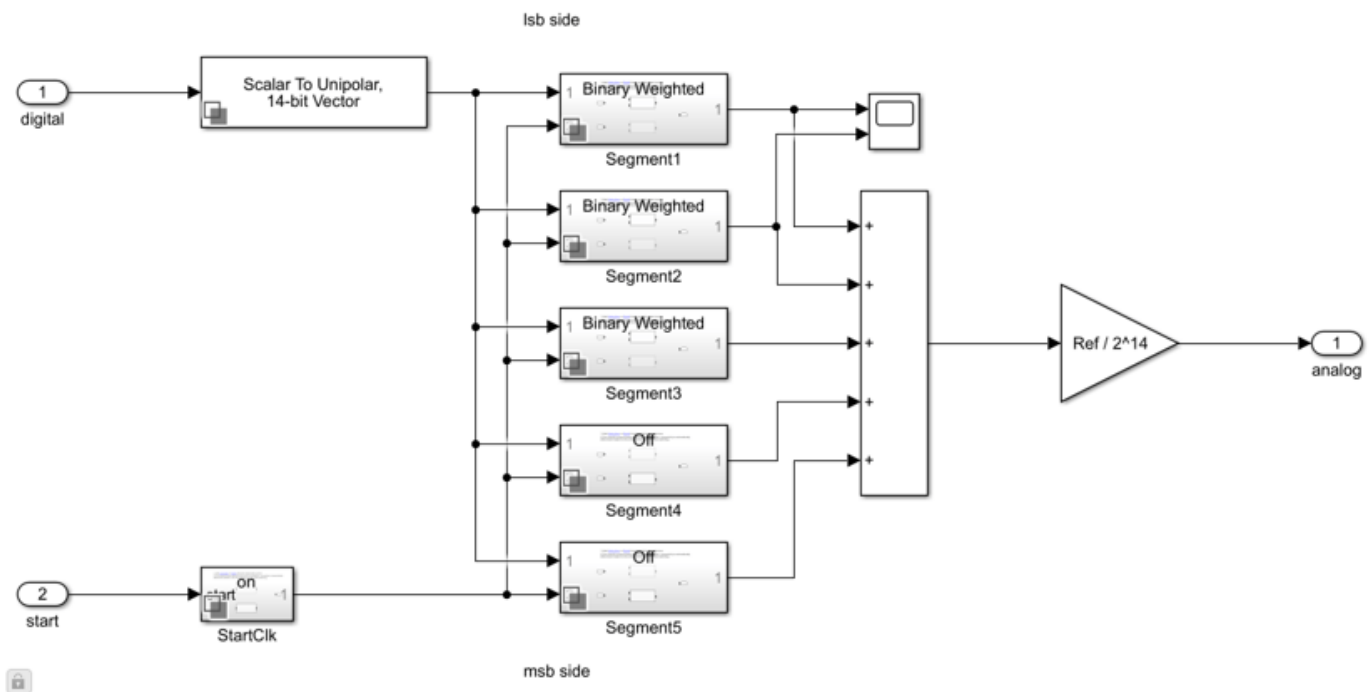 lsb side
1
digital
Scalar To Unipolar,
14-bit Vector
1
Binary Weighted
1
Segment1
1
Binary Weighted
1
Segment2
1
Binary Weighted
1
Segment3
1
Off
1
Segment4
1
Off
1
Segment5
+
+
+
+
+
Ref / 2^14
1
analog
2
start
on
start
1
StartClk
msb side